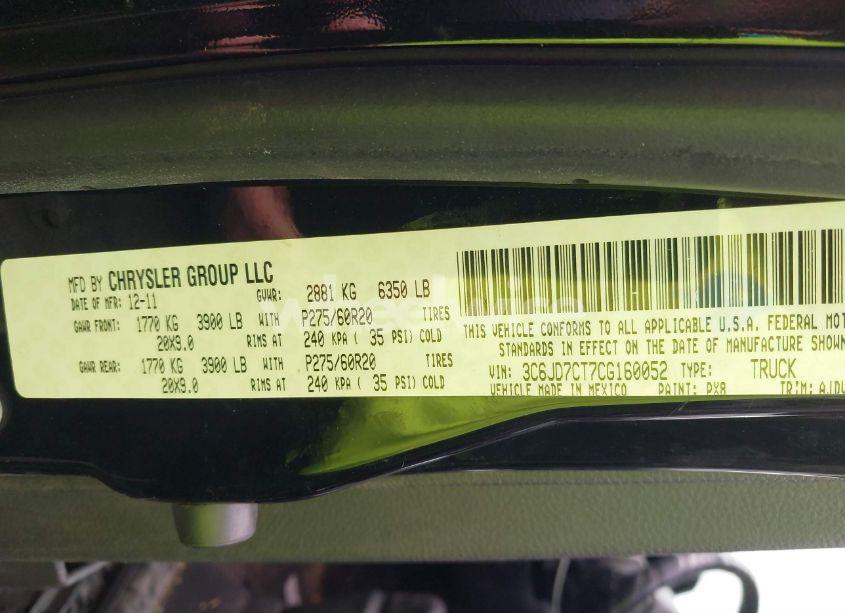 MFD BY CHRYSLER GROUP LLC
DATE OF MFR: 12-11 GVWR: 2881 KG 6350 LB
GAWR FRONT: 1770 KG 3900 LB WITH P275/60R20 TIRES
20X9.0 RIMS AT 240 KPA ( 35 PSI) COLD
GAWR REAR: 1770 KG 3900 LB WITH P275/60R20 TIRES
20X9.0 RIMS AT 240 KPA ( 35 PSI) COLD
THIS VEHICLE CONFORMS TO ALL APPLICABLE U.S.A. FEDERAL MOT
STANDARDS IN EFFECT ON THE DATE OF MANUFACTURE SHOWN
VIN: 3C6JD7CT7CG160052 TYPE: TRUCK
VEHICLE MADE IN MEXICO PAINT: PX8 TRIM: AJDV